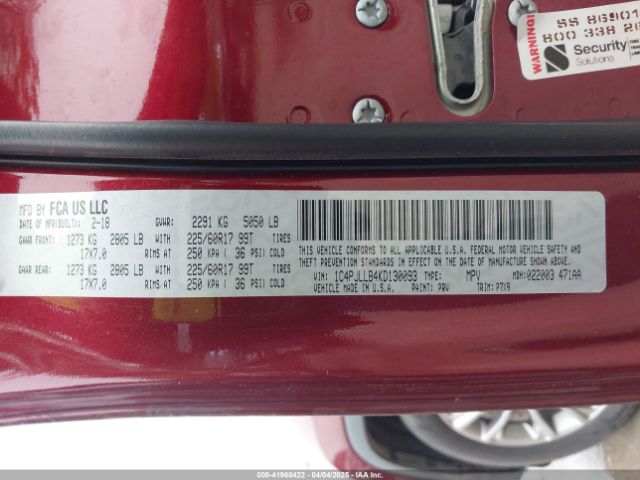 WARNING!
SS 86901
800 338
S Security
Solutions
MFD BY FCA US LLC
DATE OF MFR(BUILT): 2-18 GVWR: 2291 KG 5050 LB
GAWR FRONT: 1273 KG 2805 LB WITH 225/60R17 99T TIRES
17X7.0 RIMS AT 250 KPA ( 36 PSI) COLD
GAWR REAR: 1273 KG 2805 LB WITH 225/60R17 99T TIRES
17X7.0 RIMS AT 250 KPA ( 36 PSI) COLD
THIS VEHICLE CONFORMS TO ALL APPLICABLE U.S.A. FEDERAL MOTOR VEHICLE SAFETY AND
THEFT PREVENTION STANDARDS IN EFFECT ON THE DATE OF MANUFACTURE SHOWN ABOVE.
VIN: 1C4PJLLB4KD130093 TYPE: MPV MDH: 022003 471AA
VEHICLE MADE IN U.S.A. PAINT: PRV TRIM: P7X9
000-41968422 - 04/04/2025 - IAAI.COM